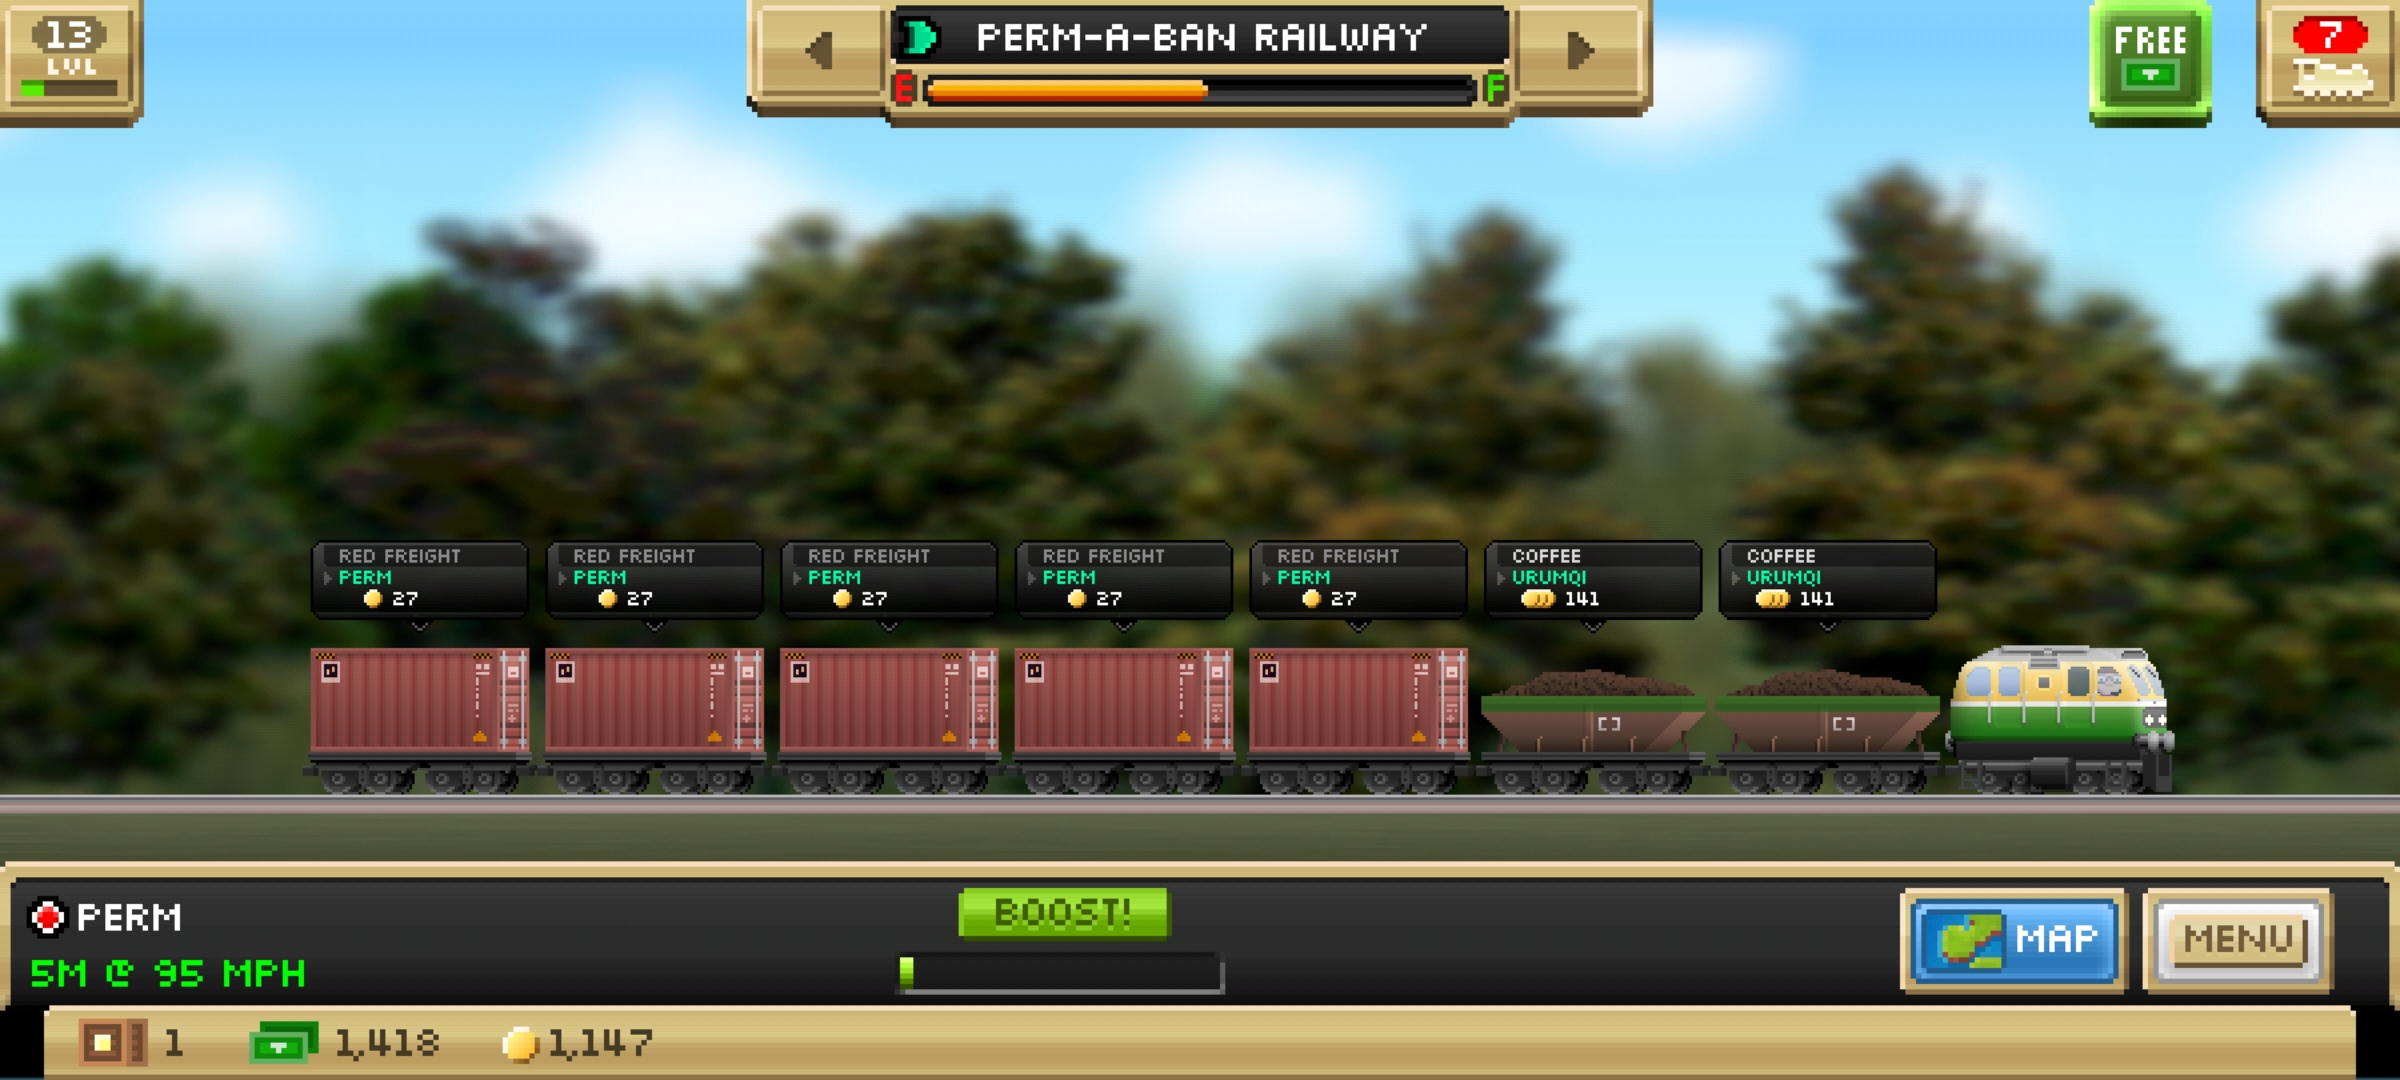 13
LVL
PERM-A-BAN RAILWAY
E
F
FREE
7
RED FREIGHT
PERM
27
RED FREIGHT
PERM
27
RED FREIGHT
PERM
27
RED FREIGHT
PERM
27
RED FREIGHT
PERM
27
COFFEE
URUMQI
141
COFFEE
URUMQI
141
PERM
5M @ 95 MPH
BOOST!
MAP
MENU
1
1,418
1,147